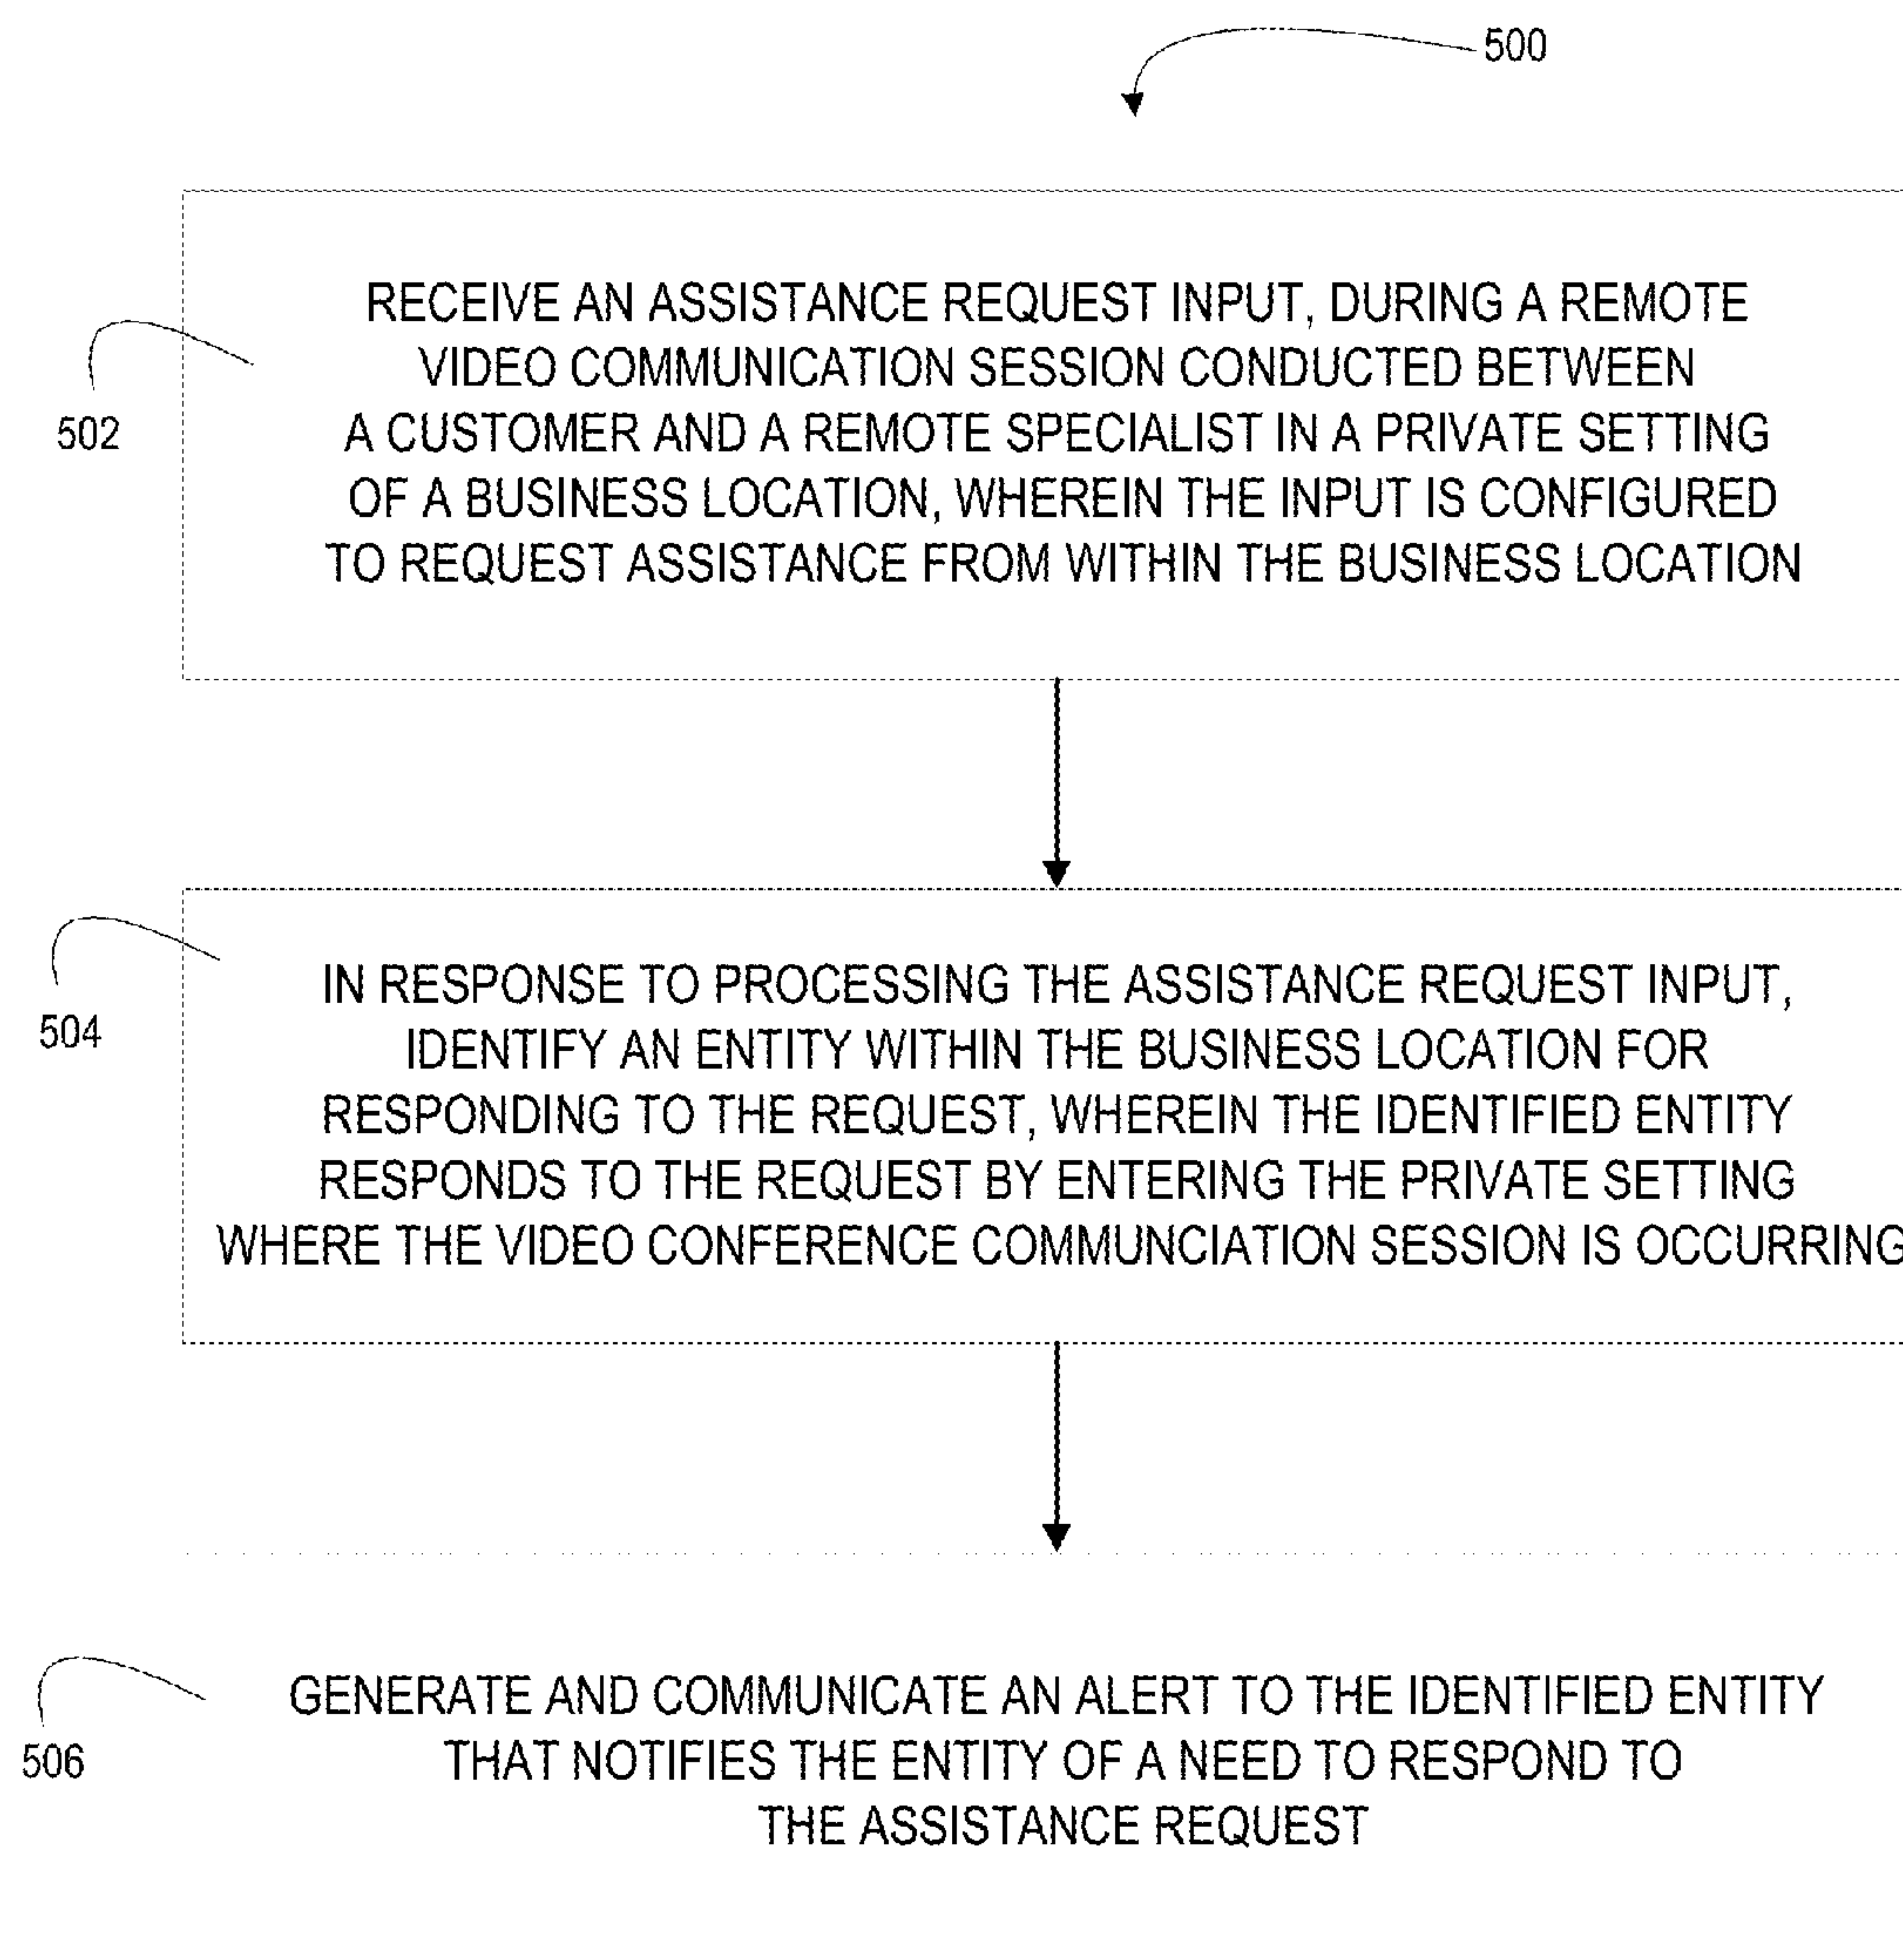 500
RECEIVE AN ASSISTANCE REQUEST INPUT, DURING A REMOTE
VIDEO COMMUNICATION SESSION CONDUCTED BETWEEN
A CUSTOMER AND A REMOTE SPECIALIST IN A PRIVATE SETTING
OF A BUSINESS LOCATION, WHEREIN THE INPUT IS CONFIGURED
TO REQUEST ASSISTANCE FROM WITHIN THE BUSINESS LOCATION
502
IN RESPONSE TO PROCESSING THE ASSISTANCE REQUEST INPUT,
IDENTIFY AN ENTITY WITHIN THE BUSINESS LOCATION FOR
RESPONDING TO THE REQUEST, WHEREIN THE IDENTIFIED ENTITY
RESPONDS TO THE REQUEST BY ENTERING THE PRIVATE SETTING
WHERE THE VIDEO CONFERENCE COMMUNCIATION SESSION IS OCCURRING
504
GENERATE AND COMMUNICATE AN ALERT TO THE IDENTIFIED ENTITY
THAT NOTIFIES THE ENTITY OF A NEED TO RESPOND TO
THE ASSISTANCE REQUEST
506